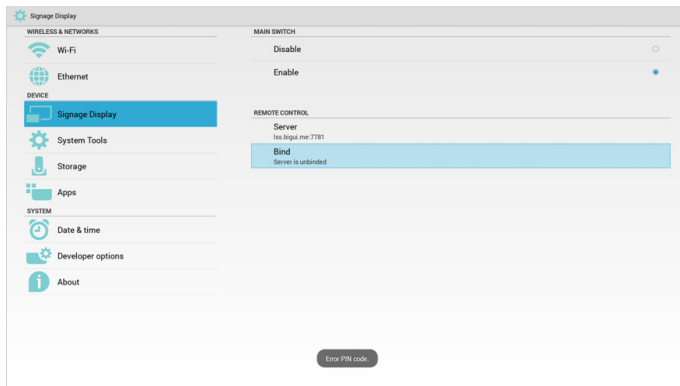 Signage Display
WIRELESS & NETWORKS
Wi-Fi
Ethernet
DEVICE
Signage Display
System Tools
Storage
Apps
SYSTEM
Date & time
Developer options
About
MAIN SWITCH
Disable
Enable
REMOTE CONTROL
Server
lss.bigui.me:7781
Bind
Server is unbinded
Error PIN code.